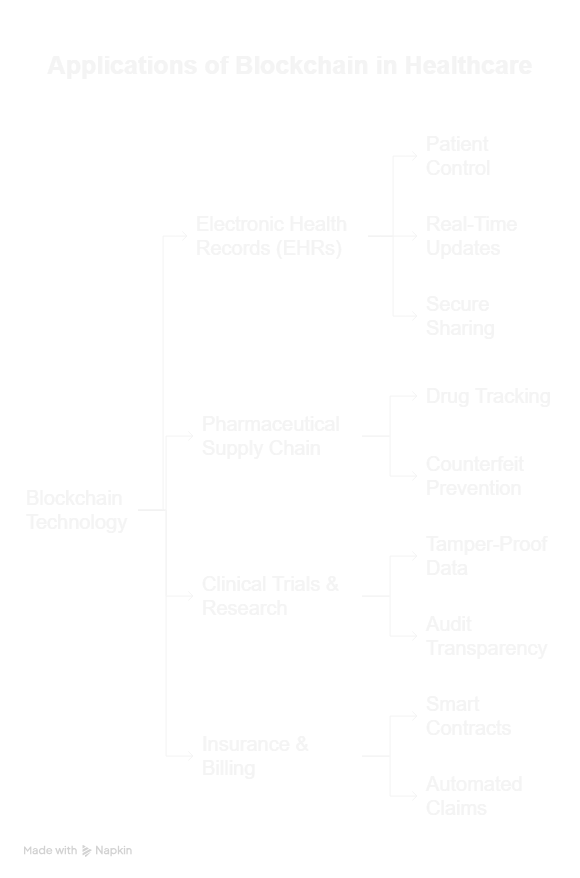 Applications of Blockchain in Healthcare
Blockchain
Technology
Electronic Health
Records (EHRs)
Patient
Control
Real-Time
Updates
Secure
Sharing
Pharmaceutical
Supply Chain
Drug Tracking
Counterfeit
Prevention
Clinical Trials &
Research
Tamper-Proof
Data
Audit
Transparency
Insurance &
Billing
Smart
Contracts
Automated
Claims
Made with Napkin